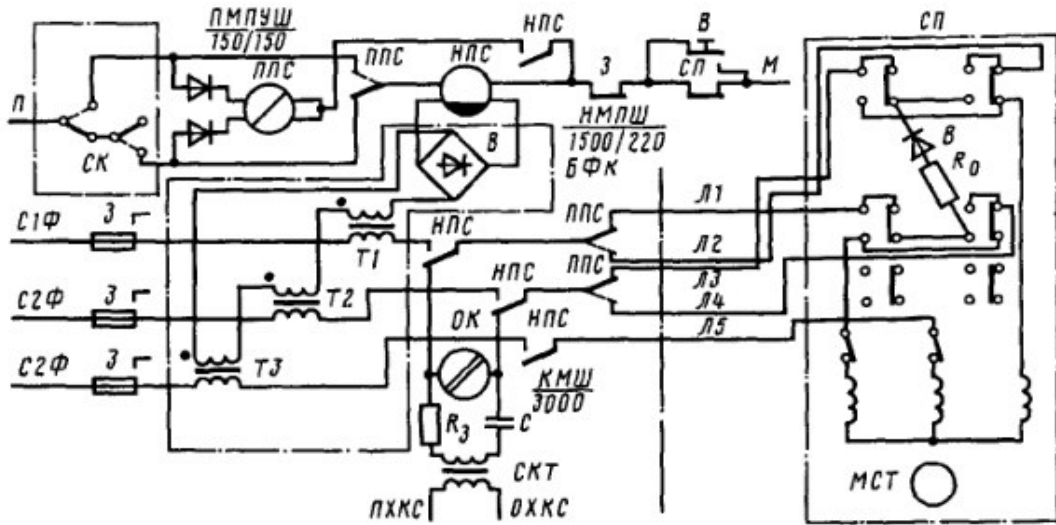 ПМПУШ
150/150
НПС
В
СП
ППС
ППС
НПС
З
СП
М
П
СК
НМПШ
1500/220
В
БФК
В
R₀
С1Ф
З
Т1
НПС
ППС
Л1
Л2
С2Ф
З
Т2
НПС
ППС
Л3
Л4
ОК
НПС
Л5
С2Ф
З
Т3
КМШ
3000
R₃
С
СКТ
МСТ
ПХКС
ОХКС